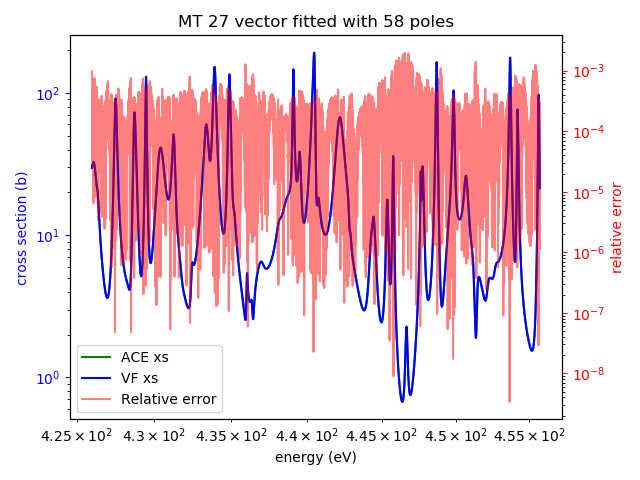 MT 27 vector fitted with 58 poles
10²
10¹
10⁰
cross section (b)
10⁻³
10⁻⁴
10⁻⁵
10⁻⁶
10⁻⁷
10⁻⁸
relative error
ACE xs
VF xs
Relative error
4.25 × 10² 4.3 × 10² 4.35 × 10² 4.4 × 10² 4.45 × 10² 4.5 × 10² 4.55 × 10²
energy (eV)